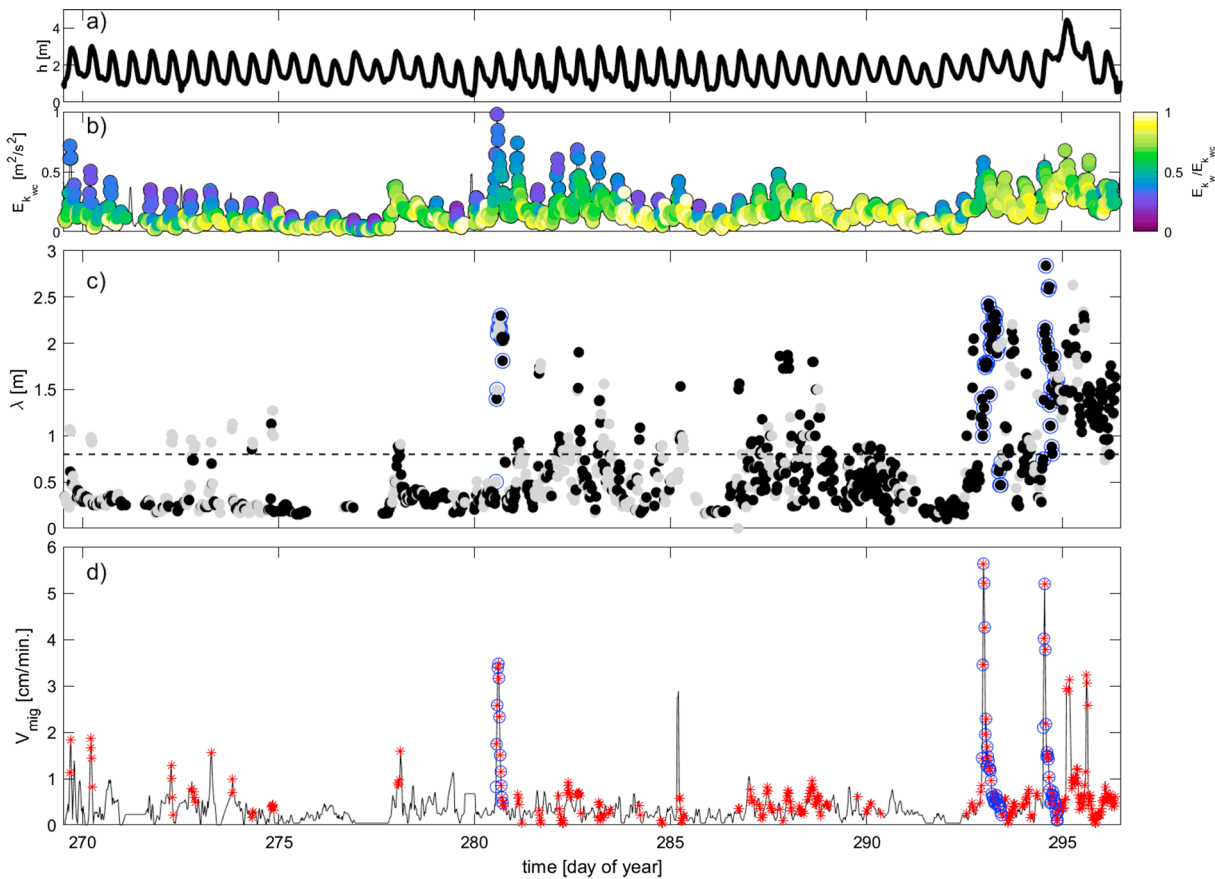 a)
h [m]
4
2
0
b)
E_k_wc [m²/s²]
1
0.5
0
1
0.5
0
E_k_w/E_k_wc
c)
λ [m]
3
2.5
2
1.5
1
0.5
0
d)
V_mig [cm/min.]
6
5
4
3
2
1
0
270 275 280 285 290 295
time [day of year]